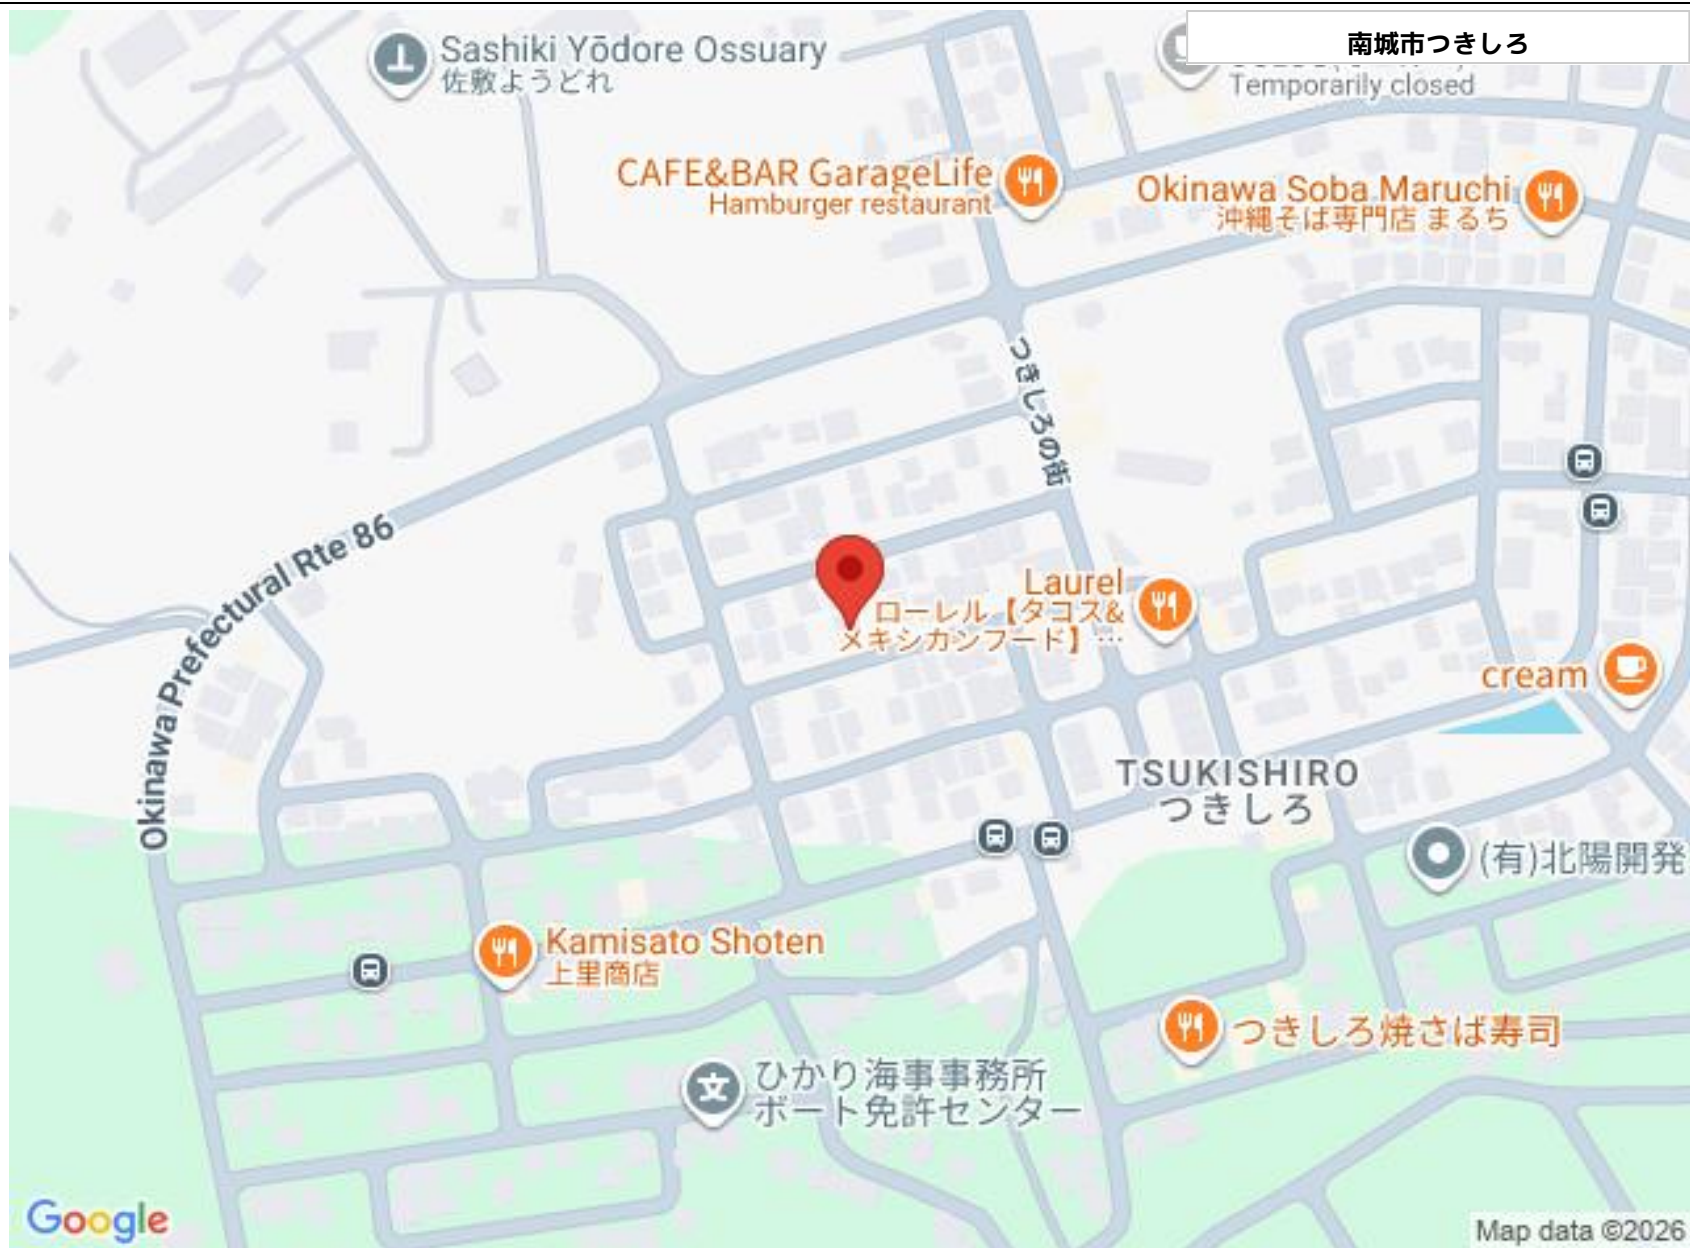 南城市つきしろ
Sashiki Yōdore Ossuary
佐敷ようどれ
Temporarily closed
CAFE&BAR GarageLife
Hamburger restaurant
Okinawa Soba Maruchi
沖縄そば専門店 まるち
つきしろの街
Okinawa Prefectural Rte 86
Laurel
ローレル【タコス&
メキシカンフード】…
cream
TSUKISHIRO
つきしろ
(有)北陽開発
Kamisato Shoten
上里商店
つきしろ焼さば寿司
ひかり海事事務所
ボート免許センター
Google
Map data ©2026